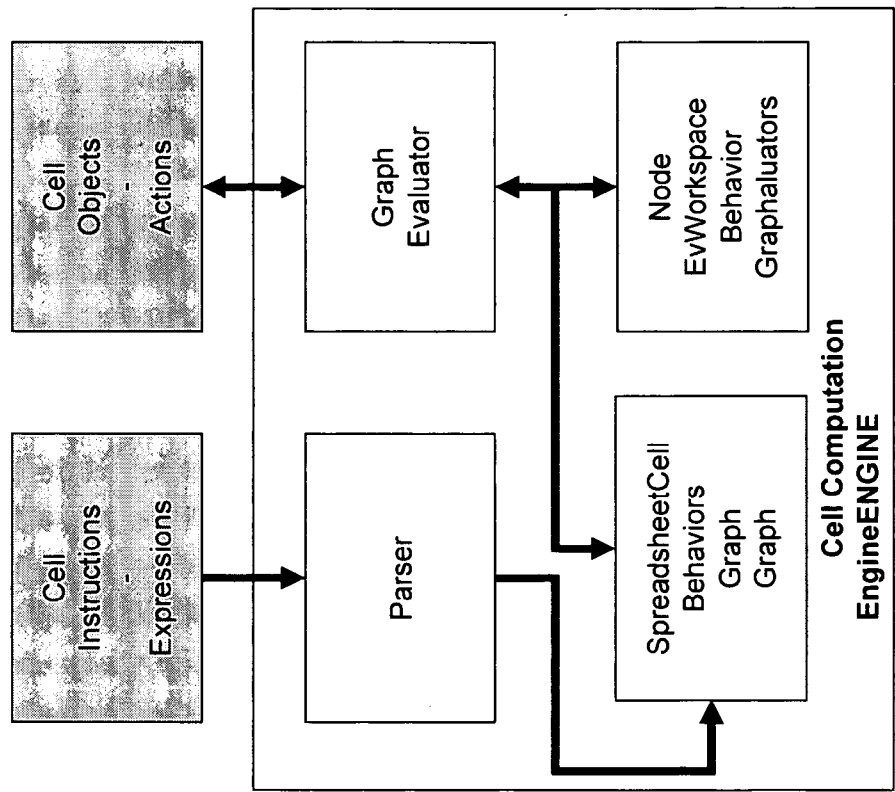 Cell
Instructions
-
Expressions
Cell
Objects
-
Actions
Parser
Graph
Evaluator
SpreadsheetCell
Behaviors
Graph
Graph
Node
EvWorkspace
Behavior
Graphaluators
Cell Computation
EngineENGINE